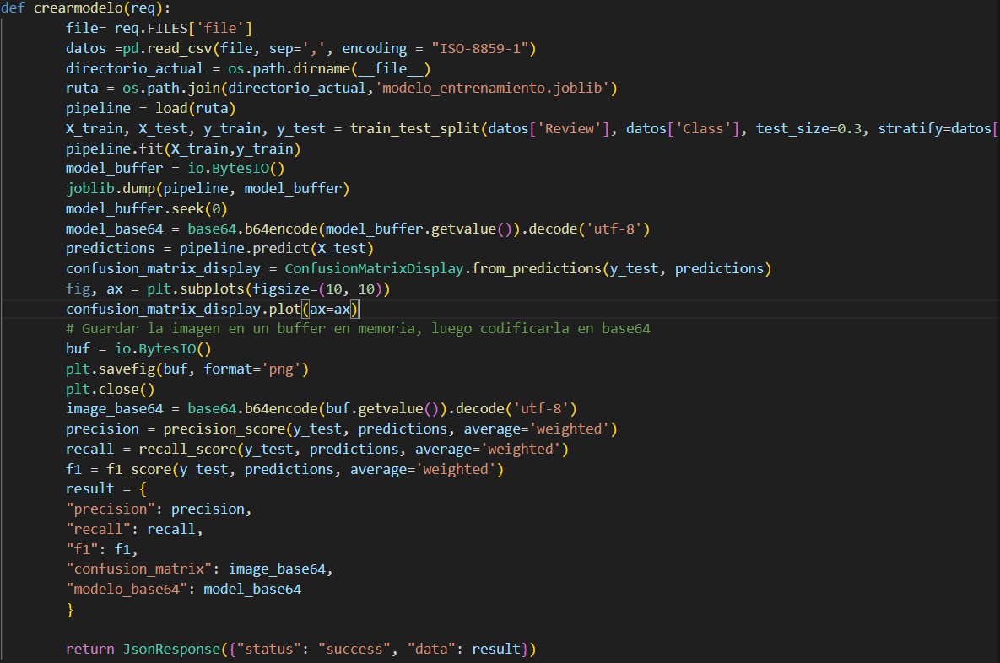 def crearmodelo(req):
file= req.FILES['file']
datos =pd.read_csv(file, sep=',', encoding = "ISO-8859-1")
directorio_actual = os.path.dirname(__file__)
ruta = os.path.join(directorio_actual,'modelo_entrenamiento.joblib')
pipeline = load(ruta)
X_train, X_test, y_train, y_test = train_test_split(datos['Review'], datos['Class'], test_size=0.3, stratify=datos[
pipeline.fit(X_train,y_train)
model_buffer = io.BytesIO()
joblib.dump(pipeline, model_buffer)
model_buffer.seek(0)
model_base64 = base64.b64encode(model_buffer.getvalue()).decode('utf-8')
predictions = pipeline.predict(X_test)
confusion_matrix_display = ConfusionMatrixDisplay.from_predictions(y_test, predictions)
fig, ax = plt.subplots(figsize=(10, 10))
confusion_matrix_display.plot(ax=ax)
# Guardar la imagen en un buffer en memoria, luego codificarla en base64
buf = io.BytesIO()
plt.savefig(buf, format='png')
plt.close()
image_base64 = base64.b64encode(buf.getvalue()).decode('utf-8')
precision = precision_score(y_test, predictions, average='weighted')
recall = recall_score(y_test, predictions, average='weighted')
f1 = f1_score(y_test, predictions, average='weighted')
result = {
"precision": precision,
"recall": recall,
"f1": f1,
"confusion_matrix": image_base64,
"modelo_base64": model_base64
}
return JsonResponse({"status": "success", "data": result})